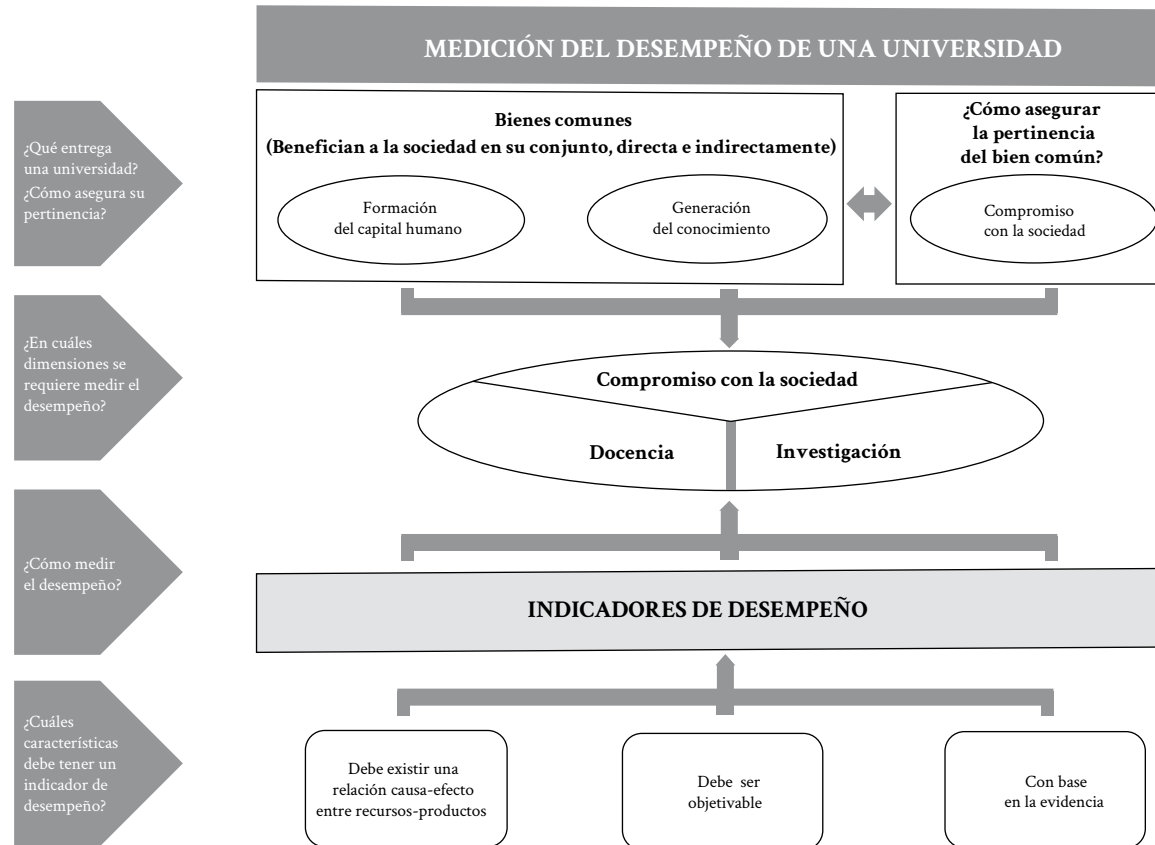 MEDICIÓN DEL DESEMPEÑO DE UNA UNIVERSIDAD
¿Qué entrega
una universidad?
¿Cómo asegura su
pertinencia?
Bienes comunes
(Benefician a la sociedad en su conjunto, directa e indirectamente)
Formación
del capital humano
Generación
del conocimiento
¿Cómo asegurar
la pertinencia
del bien común?
Compromiso
con la sociedad
¿En cuáles
dimensiones se
requiere medir el
desempeño?
Compromiso con la sociedad
Docencia
Investigación
¿Cómo medir
el desempeño?
INDICADORES DE DESEMPEÑO
¿Cuáles
características
debe tener un
indicador de
desempeño?
Debe existir una
relación causa-efecto
entre recursos-productos
Debe ser
objetivable
Con base
en la evidencia